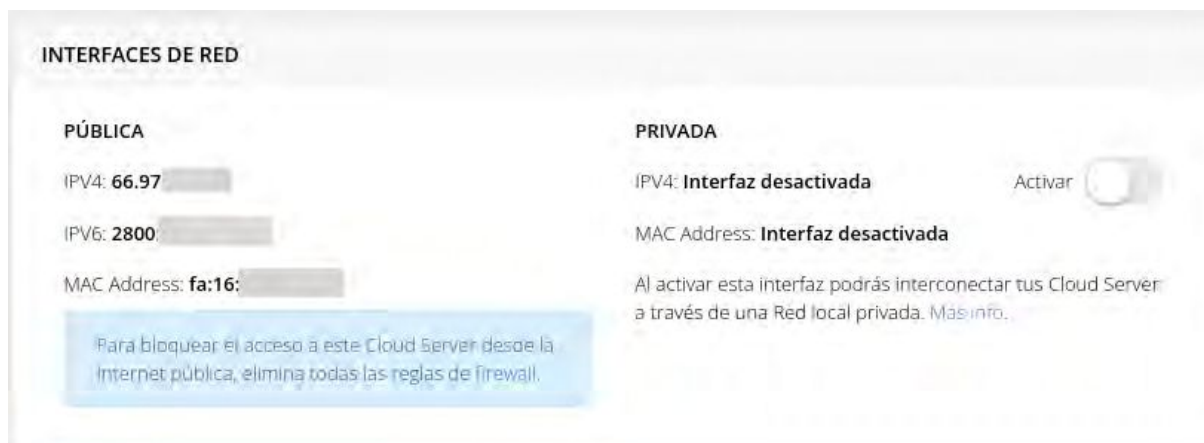 INTERFACES DE RED
PÚBLICA
IPV4: 66.97
IPV6: 2800:
MAC Address: fa:16:
Para bloquear el acceso a este Cloud Server desde la
Internet pública, elimina todas las reglas de firewall.
PRIVADA
IPV4: Interfaz desactivada
Activar
MAC Address: Interfaz desactivada
Al activar esta interfaz podrás interconectar tus Cloud Server
a través de una Red local privada. Más info.